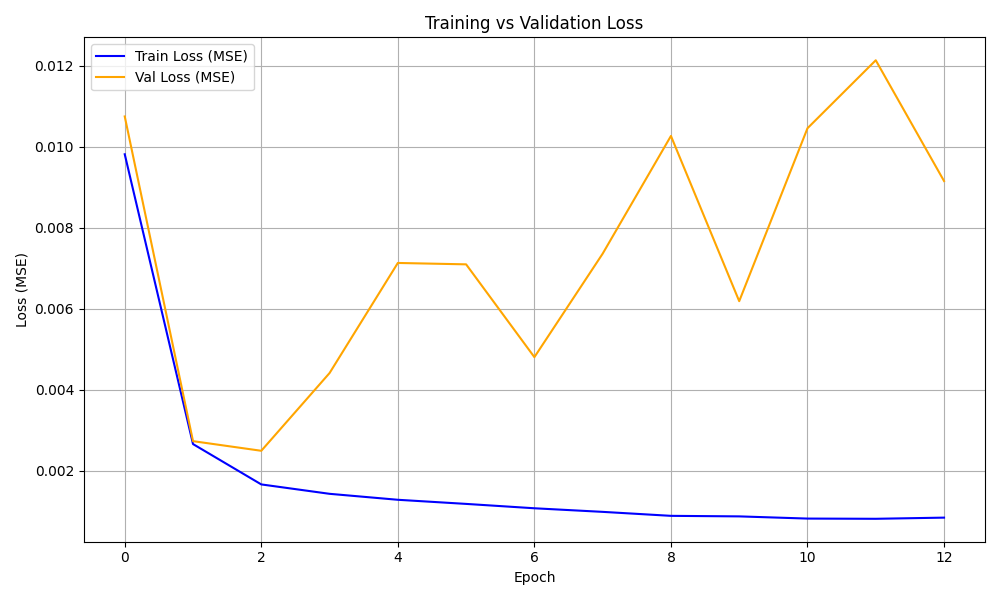 Training vs Validation Loss
Train Loss (MSE)
Val Loss (MSE)
Loss (MSE)
0.012
0.010
0.008
0.006
0.004
0.002
0 2 4 6 8 10 12
Epoch